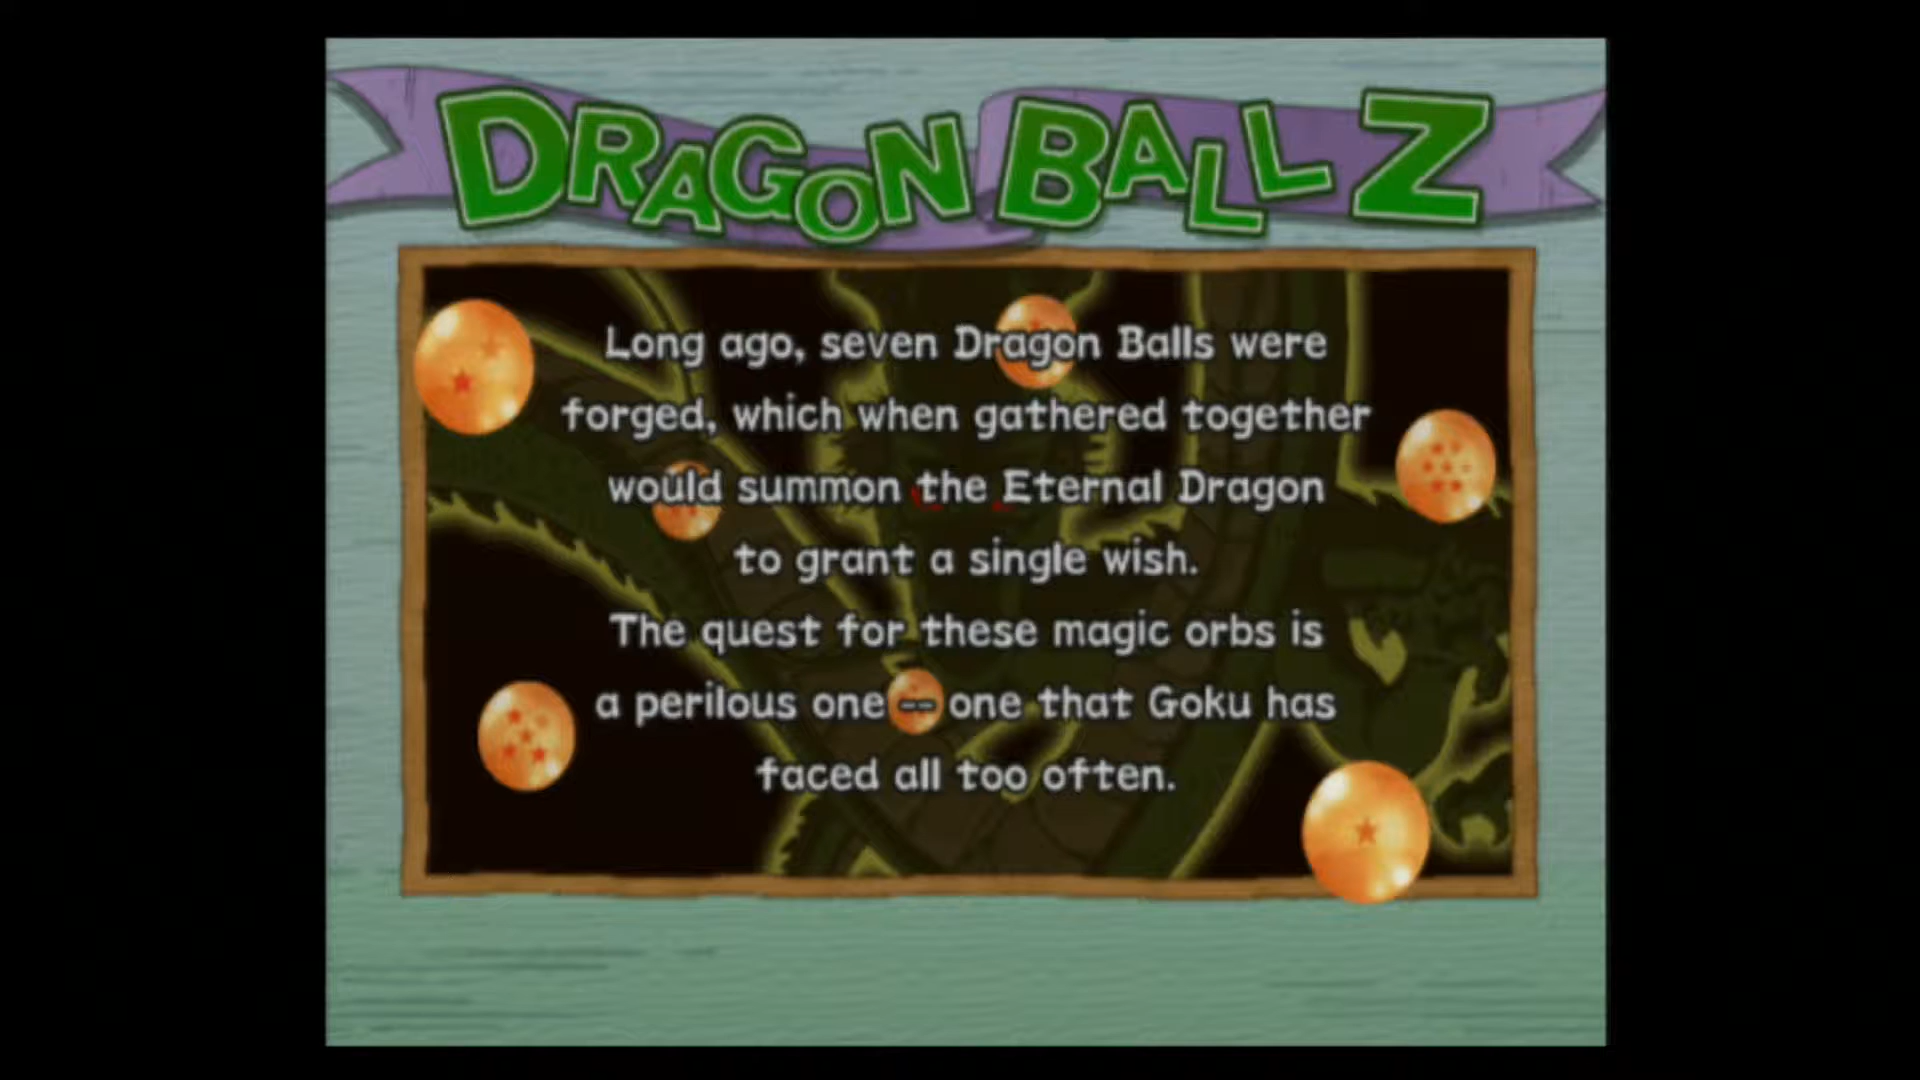 DRAGON BALL Z
Long ago, seven Dragon Balls were
forged, which when gathered together
would summon the Eternal Dragon
to grant a single wish.
The quest for these magic orbs is
a perilous one -- one that Goku has
faced all too often.